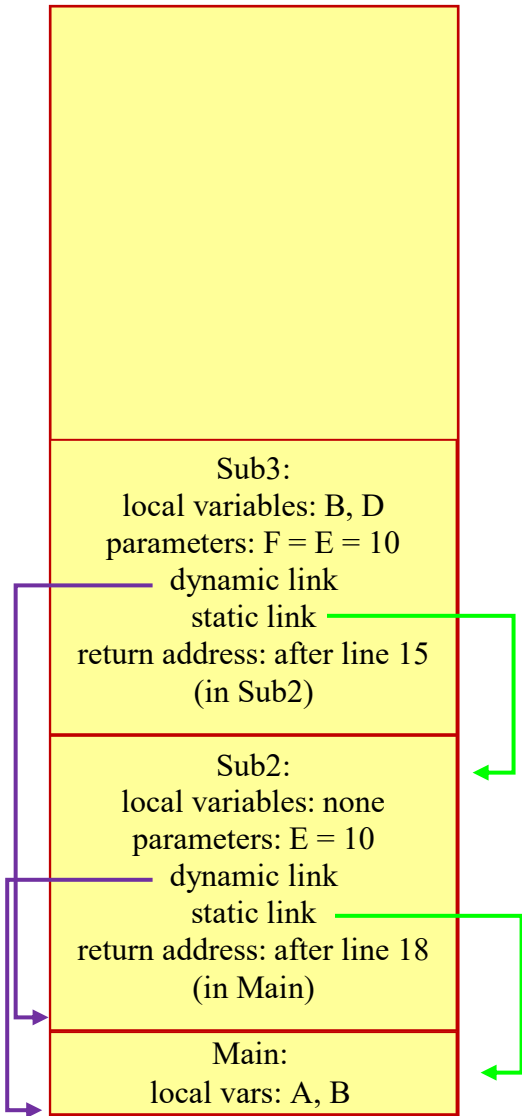 Sub3:
local variables: B, D
parameters: F = E = 10
dynamic link
static link
return address: after line 15
(in Sub2)
Sub2:
local variables: none
parameters: E = 10
dynamic link
static link
return address: after line 18
(in Main)
Main:
local vars: A, B